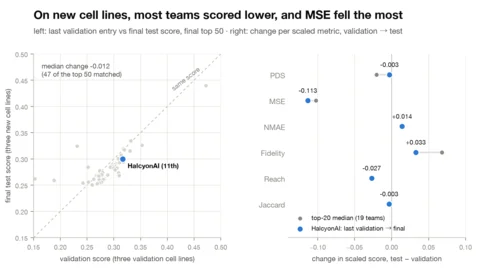 On new cell lines, most teams scored lower, and MSE fell the most
left: last validation entry vs final test score, final top 50 · right: change per scaled metric, validation → test
0.50
0.45
0.40
0.35
0.30
0.25
0.20
0.15
final test score (three new cell lines)
median change -0.012
(47 of the top 50 matched)
same score
HalcyonAI (11th)
0.15
0.20
0.25
0.30
0.35
0.40
0.45
0.50
validation score (three validation cell lines)
PDS
MSE
NMAE
Fidelity
Reach
Jaccard
-0.003
-0.113
+0.014
+0.033
-0.027
-0.003
top-20 median (19 teams)
HalcyonAI: last validation → final
-0.10
-0.05
0.00
0.05
0.10
change in scaled score, test − validation